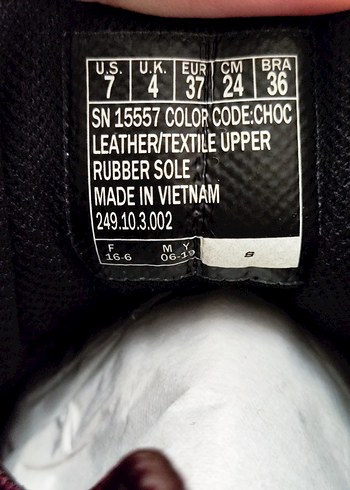 U.S. U.K. EUR CM BRA
7 4 37 24 36
SN 15557 COLOR CODE:CHOC
LEATHER/TEXTILE UPPER
RUBBER SOLE
MADE IN VIETNAM
249.10.3.002
F M Y
16-6 06-19